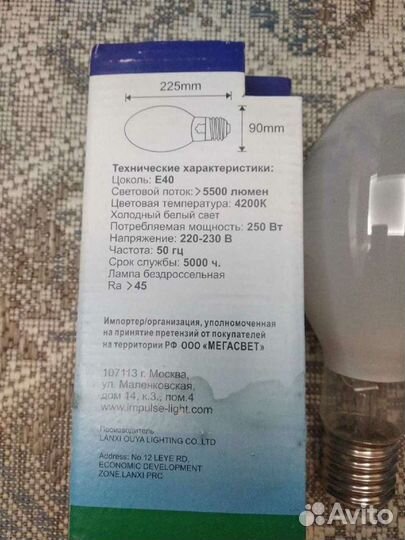 225mm
90mm
Технические характеристики:
Цоколь: E40
Световой поток: >5500 люмен
Цветовая температура: 4200К
Холодный белый свет
Потребляемая мощность: 250 Вт
Напряжение: 220-230 В
Частота: 50 гц
Срок службы: 5000 ч.
Лампа бездроссельная
Ra >45
Импортер/организация, уполномоченная
на принятие претензий от покупателей
на территории РФ ООО «МЕГАСВЕТ»
107113 г. Москва,
ул. Маленковская,
дом 14, к.3., пом.4
www.impulse-light.com
Производитель
LANXI OUYA LIGHTING CO.,LTD
Address: No.12 LEYE RD,
ECONOMIC DEVELOPMENT
ZONE.LANXI PRC
Avito